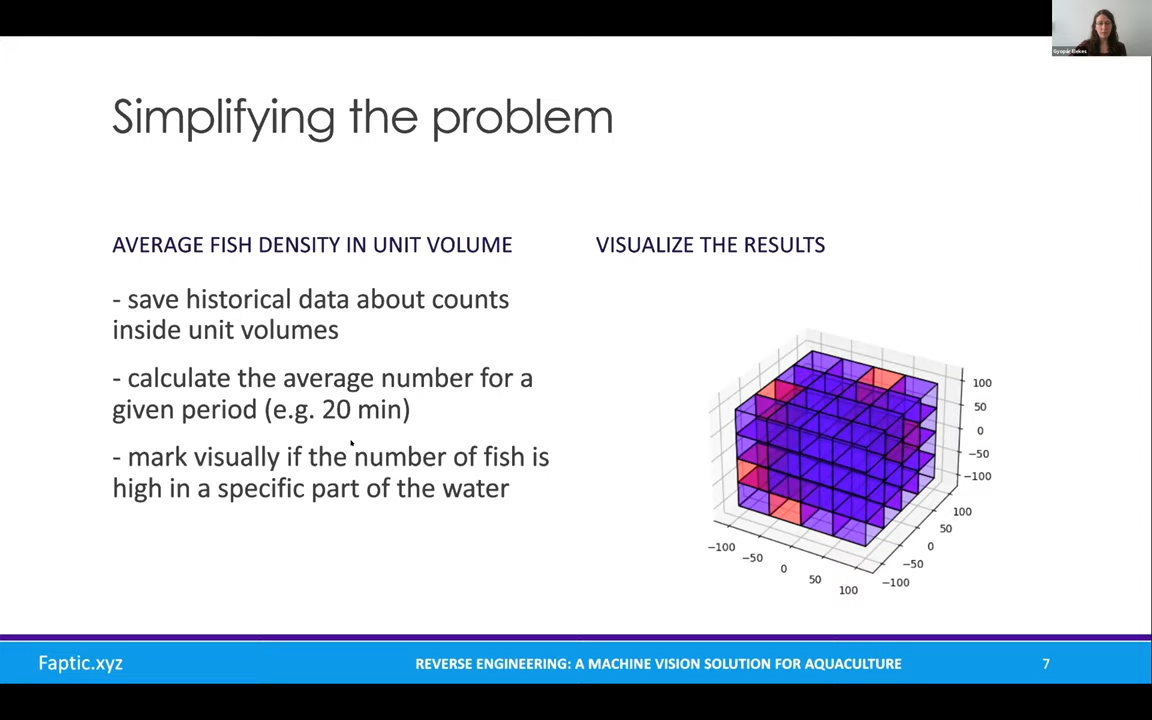 Gyopár Elekes
Simplifying the problem
AVERAGE FISH DENSITY IN UNIT VOLUME
VISUALIZE THE RESULTS
- save historical data about counts
inside unit volumes
- calculate the average number for a
given period (e.g. 20 min)
- mark visually if the number of fish is
high in a specific part of the water
100
50
0
−50
−100
100
50
0
−50
−100
−100
−50
0
50
100
Faptic.xyz
REVERSE ENGINEERING: A MACHINE VISION SOLUTION FOR AQUACULTURE
7